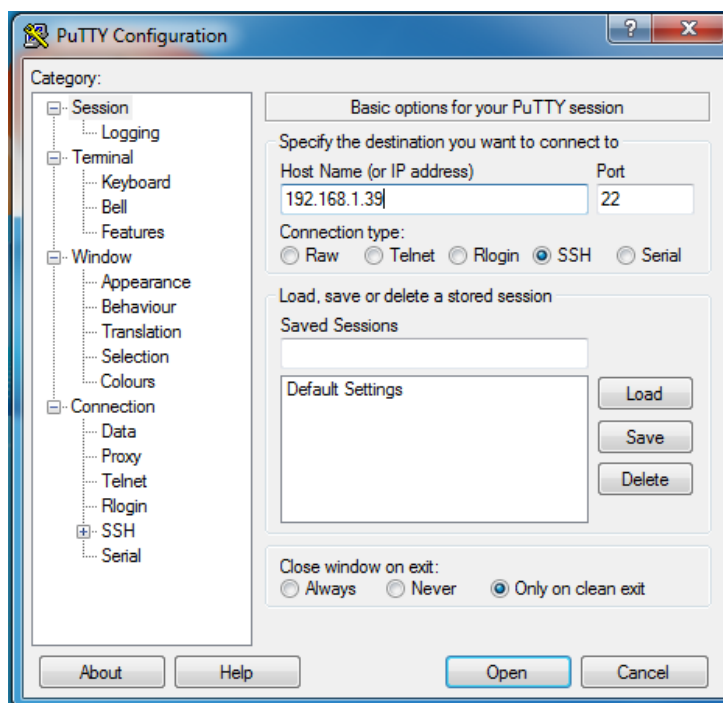 PuTTY Configuration
?
X
Category:
Session
Logging
Terminal
Keyboard
Bell
Features
Window
Appearance
Behaviour
Translation
Selection
Colours
Connection
Data
Proxy
Telnet
Rlogin
SSH
Serial
Basic options for your PuTTY session
Specify the destination you want to connect to
Host Name (or IP address) Port
192.168.1.39 22
Connection type:
Raw Telnet Rlogin SSH Serial
Load, save or delete a stored session
Saved Sessions
Default Settings
Load
Save
Delete
Close window on exit:
Always Never Only on clean exit
About Help Open Cancel